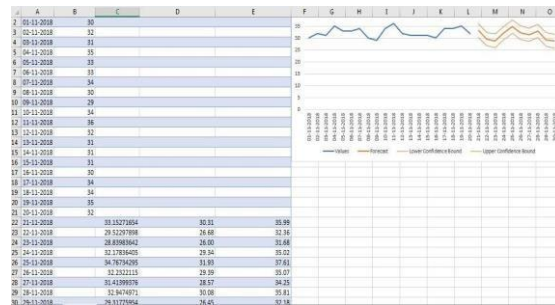 A B C D E F G H I J K L M N O
2 01-11-2018 30
3 02-11-2018 32
4 03-11-2018 31
5 04-11-2018 35
6 05-11-2018 33
7 06-11-2018 33
8 07-11-2018 34
9 08-11-2018 30
10 09-11-2018 29
11 10-11-2018 34
12 11-11-2018 36
13 12-11-2018 32
14 13-11-2018 31
15 14-11-2018 31
16 15-11-2018 31
17 16-11-2018 30
18 17-11-2018 34
19 18-11-2018 34
20 19-11-2018 35
21 20-11-2018 32
22 21-11-2018 33.15271654 30.31 35.99
23 22-11-2018 29.52297898 26.68 32.36
24 23-11-2018 28.83983642 26.00 31.68
25 24-11-2018 32.17836405 29.34 35.02
26 25-11-2018 34.76734295 31.93 37.61
27 26-11-2018 32.2322115 29.39 35.07
28 27-11-2018 31.41399376 28.57 34.25
29 28-11-2018 32.9474971 30.08 35.81
30 29-11-2018 29.31775954 26.45 32.18
35
30
25
20
15
10
5
0
Values Forecast Lower Confidence Bound Upper Confidence Bound